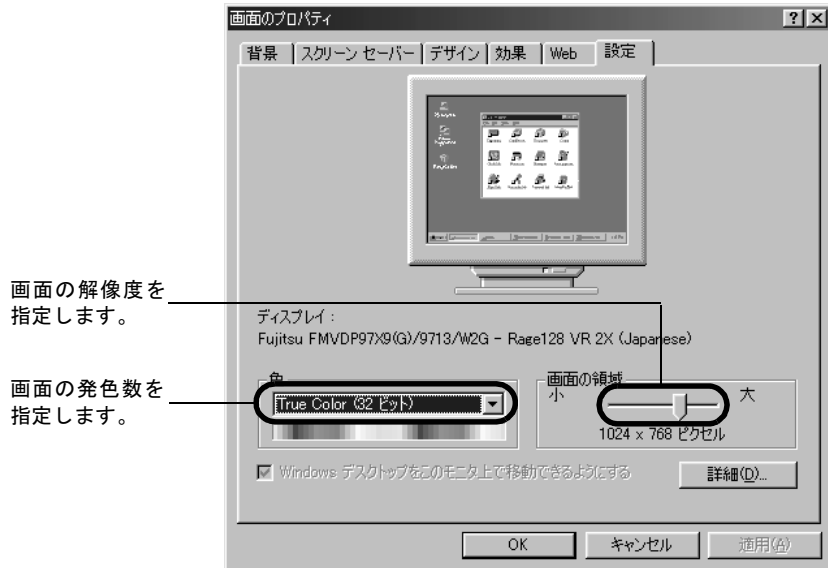 画面のプロパティ
背景
スクリーン セーバー
デザイン
効果
Web
設定
画面の解像度を
指定します。
ディスプレイ：
Fujitsu FMVDP97X9(G)/9713/W2G - Rage128 VR 2X (Japanese)
画面の発色数を
指定します。
色
True Color (32 ビット)
画面の領域
小
大
1024 x 768 ピクセル
Windows デスクトップをこのモニタ上で移動できるようにする
詳細(D)...
OK
キャンセル
適用(A)